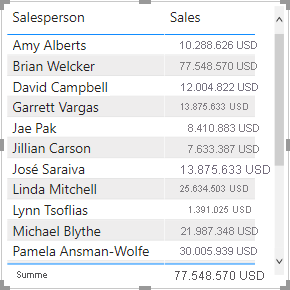 Salesperson Sales
Amy Alberts 10.288.626 USD
Brian Welcker 77.548.570 USD
David Campbell 12.004.822 USD
Garrett Vargas 13.875.633 USD
Jae Pak 8.410.883 USD
Jillian Carson 7.633.387 USD
José Saraiva 13.875.633 USD
Linda Mitchell 25.634.503 USD
Lynn Tsoflias 1.391.025 USD
Michael Blythe 21.987.348 USD
Pamela Ansman-Wolfe 30.005.939 USD
Summe 77.548.570 USD